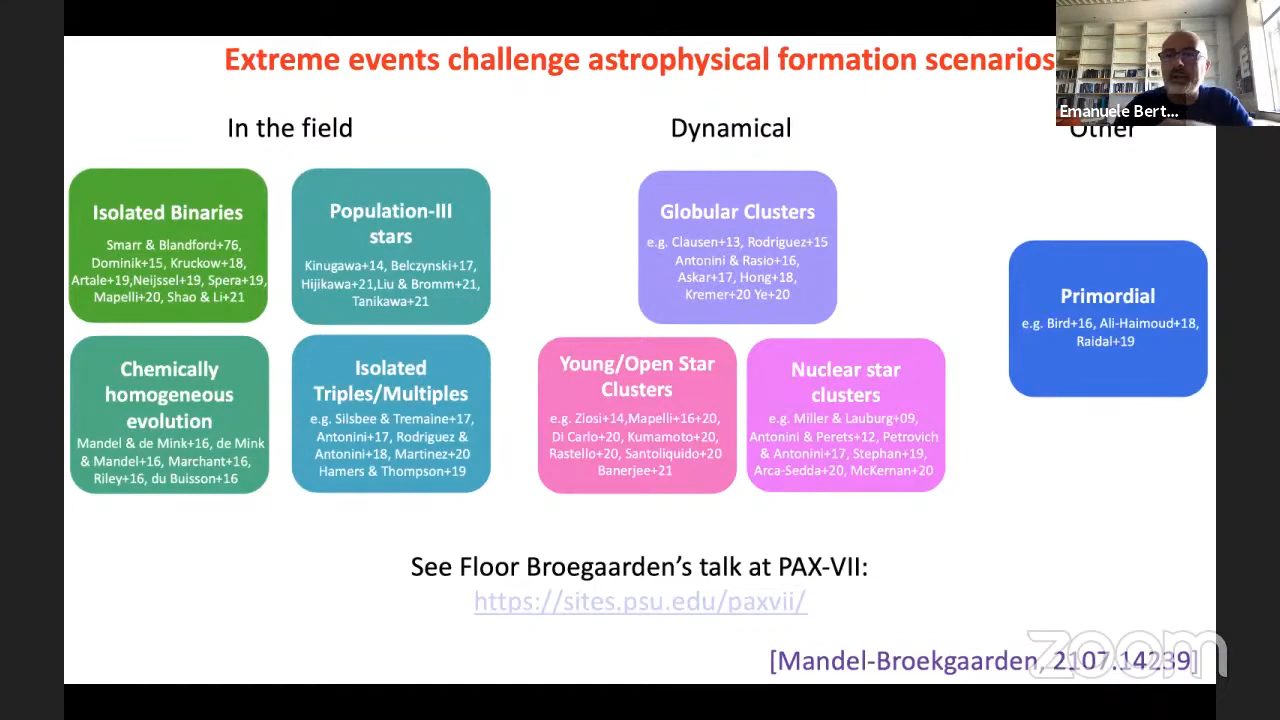 Extreme events challenge astrophysical formation scenarios
Emanuele Bert...
In the field
Dynamical
Other
Isolated Binaries
Smarr & Blandford+76,
Dominik+15, Kruckow+18,
Artale+19,Neijssel+19, Spera+19,
Mapelli+20, Shao & Li+21
Population-III
stars
Kinugawa+14, Belczynski+17,
Hijikawa+21,Liu & Bromm+21,
Tanikawa+21
Globular Clusters
e.g. Clausen+13, Rodriguez+15
Antonini & Rasio+16,
Askar+17, Hong+18,
Kremer+20 Ye+20
Primordial
e.g. Bird+16, Ali-Haimoud+18,
Raidal+19
Chemically
homogeneous
evolution
Mandel & de Mink+16, de Mink
& Mandel+16, Marchant+16,
Riley+16, du Buisson+16
Isolated
Triples/Multiples
e.g. Silsbee & Tremaine+17,
Antonini+17, Rodriguez &
Antonini+18, Martinez+20
Hamers & Thompson+19
Young/Open Star
Clusters
e.g. Ziosi+14,Mapelli+16+20,
Di Carlo+20, Kumamoto+20,
Rastello+20, Santoliquido+20
Banerjee+21
Nuclear star
clusters
e.g. Miller & Lauburg+09,
Antonini & Perets+12, Petrovich
& Antonini+17, Stephan+19,
Arca-Sedda+20, McKernan+20
See Floor Broegaarden's talk at PAX-VII:
https://sites.psu.edu/paxvii/
[Mandel-Broekgaarden, 2107.14239]
zoom